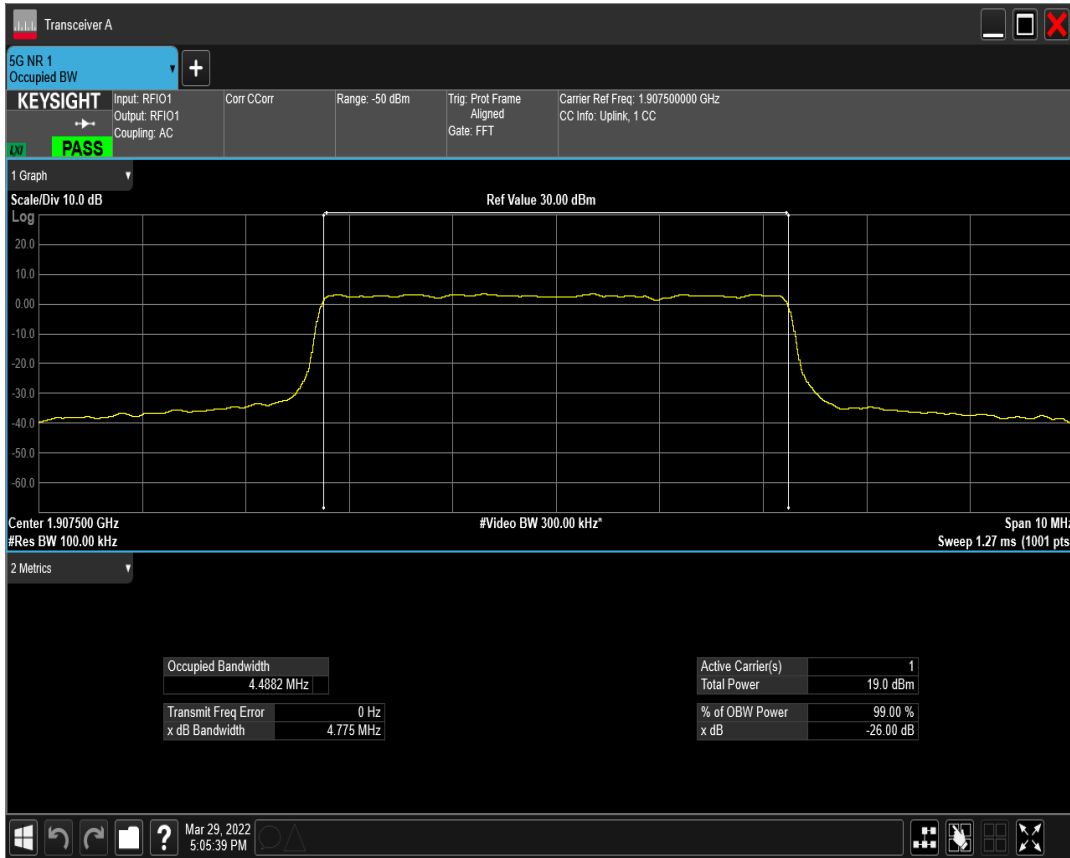 Transceiver A
5G NR 1
Occupied BW
KEYSIGHT
LXI
PASS
Input: RFIO1
Output: RFIO1
Coupling: AC
Corr CCorr
Range: -50 dBm
Trig: Prot Frame
Aligned
Gate: FFT
Carrier Ref Freq: 1.907500000 GHz
CC Info: Uplink, 1 CC
1 Graph
Scale/Div 10.0 dB
Ref Value 30.00 dBm
Log
20.0
10.0
0.00
-10.0
-20.0
-30.0
-40.0
-50.0
-60.0
Center 1.907500 GHz
#Video BW 300.00 kHz*
Span 10 MHz
#Res BW 100.00 kHz
Sweep 1.27 ms (1001 pts
2 Metrics
Occupied Bandwidth
4.4882 MHz
Transmit Freq Error 0 Hz
x dB Bandwidth 4.775 MHz
Active Carrier(s) 1
Total Power 19.0 dBm
% of OBW Power 99.00 %
x dB -26.00 dB
?
Mar 29, 2022
5:05:39 PM